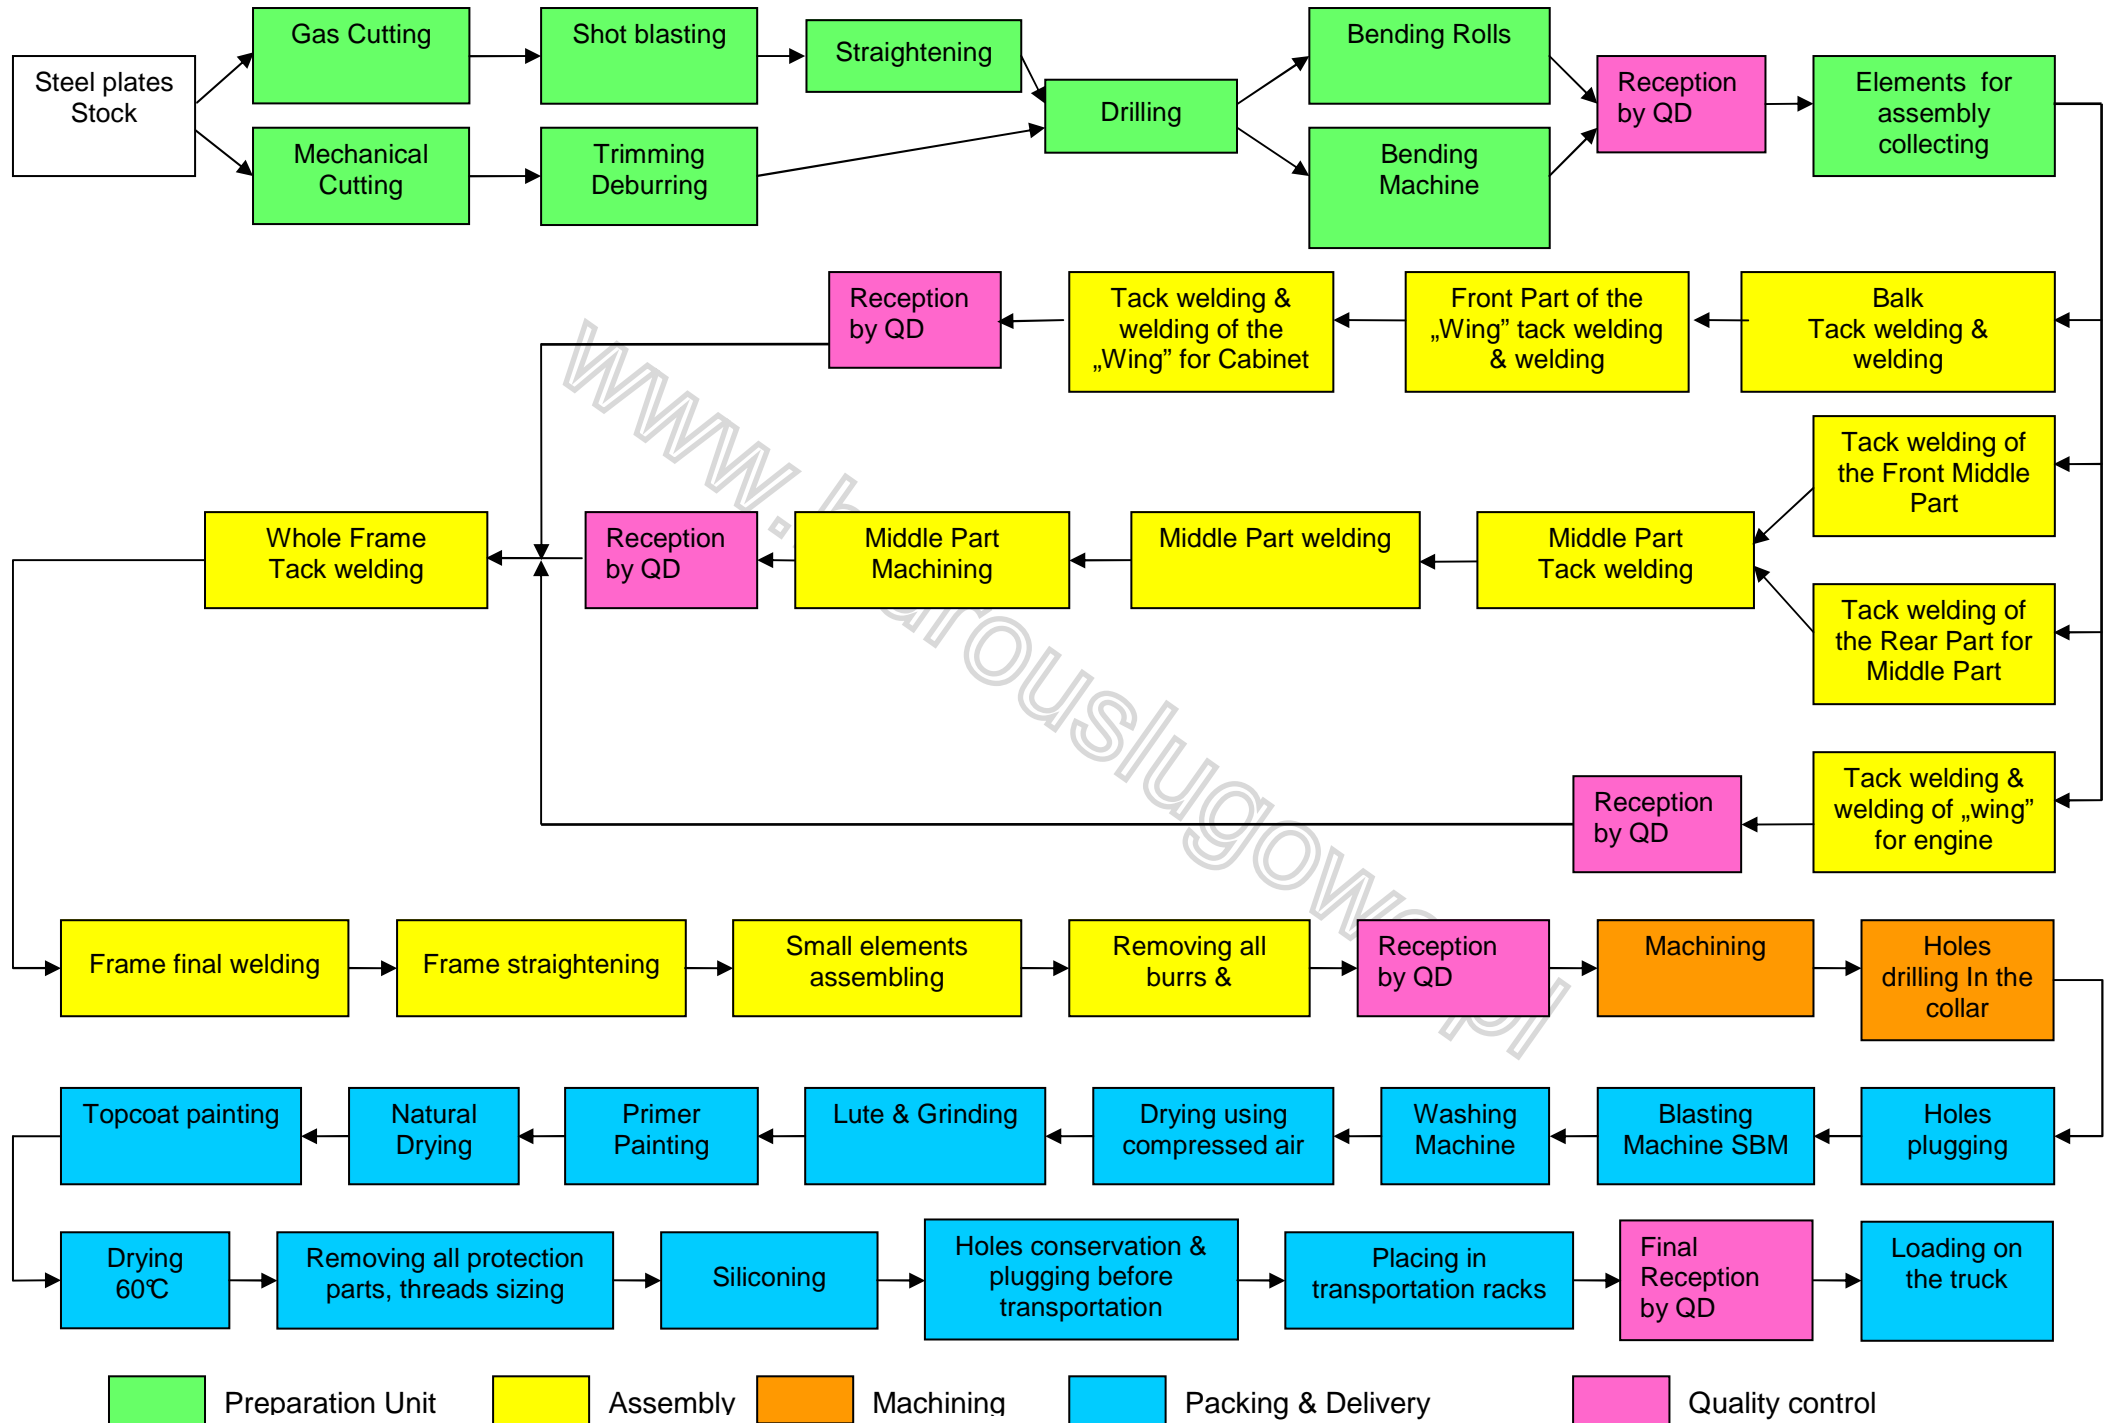 Gas Cutting
Shot blasting
Straightening
Bending Rolls
Steel plates
Stock
Drilling
Reception
by QD
Elements for
assembly
collecting
Mechanical
Cutting
Trimming
Deburring
Bending
Machine
Reception
by QD
Tack welding &
welding of the
„Wing” for Cabinet
Front Part of the
„Wing” tack welding
& welding
Balk
Tack welding &
welding
Tack welding of
the Front Middle
Part
Whole Frame
Tack welding
Reception
by QD
Middle Part
Machining
Middle Part welding
Middle Part
Tack welding
Tack welding of
the Rear Part for
Middle Part
Reception
by QD
Tack welding &
welding of „wing”
for engine
Frame final welding
Frame straightening
Small elements
assembling
Removing all
burrs &
Reception
by QD
Machining
Holes
drilling In the
collar
Topcoat painting
Natural
Drying
Primer
Painting
Lute & Grinding
Drying using
compressed air
Washing
Machine
Blasting
Machine SBM
Holes
plugging
Drying
60°C
Removing all protection
parts, threads sizing
Siliconing
Holes conservation &
plugging before
transportation
Placing in
transportation racks
Final
Reception
by QD
Loading on
the truck
Preparation Unit
Assembly
Machining
Packing & Delivery
Quality control